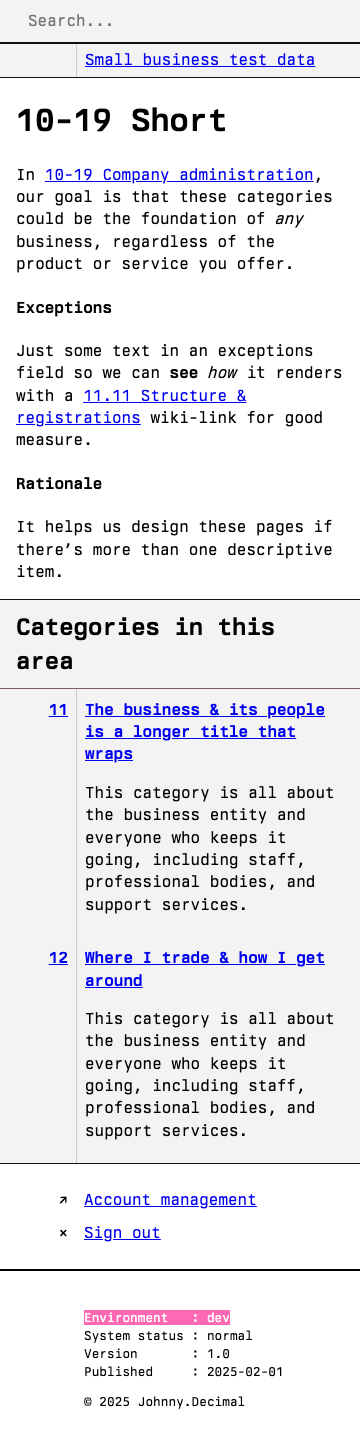 Search...
Small business test data
10-19 Short
In 10-19 Company administration,
our goal is that these categories
could be the foundation of any
business, regardless of the
product or service you offer.
Exceptions
Just some text in an exceptions
field so we can see how it renders
with a 11.11 Structure &
registrations wiki-link for good
measure.
Rationale
It helps us design these pages if
there’s more than one descriptive
item.
Categories in this
area
11 The business & its people
is a longer title that
wraps
This category is all about
the business entity and
everyone who keeps it
going, including staff,
professional bodies, and
support services.
12 Where I trade & how I get
around
This category is all about
the business entity and
everyone who keeps it
going, including staff,
professional bodies, and
support services.
↗ Account management
× Sign out
Environment : dev
System status : normal
Version : 1.0
Published : 2025-02-01
© 2025 Johnny.Decimal